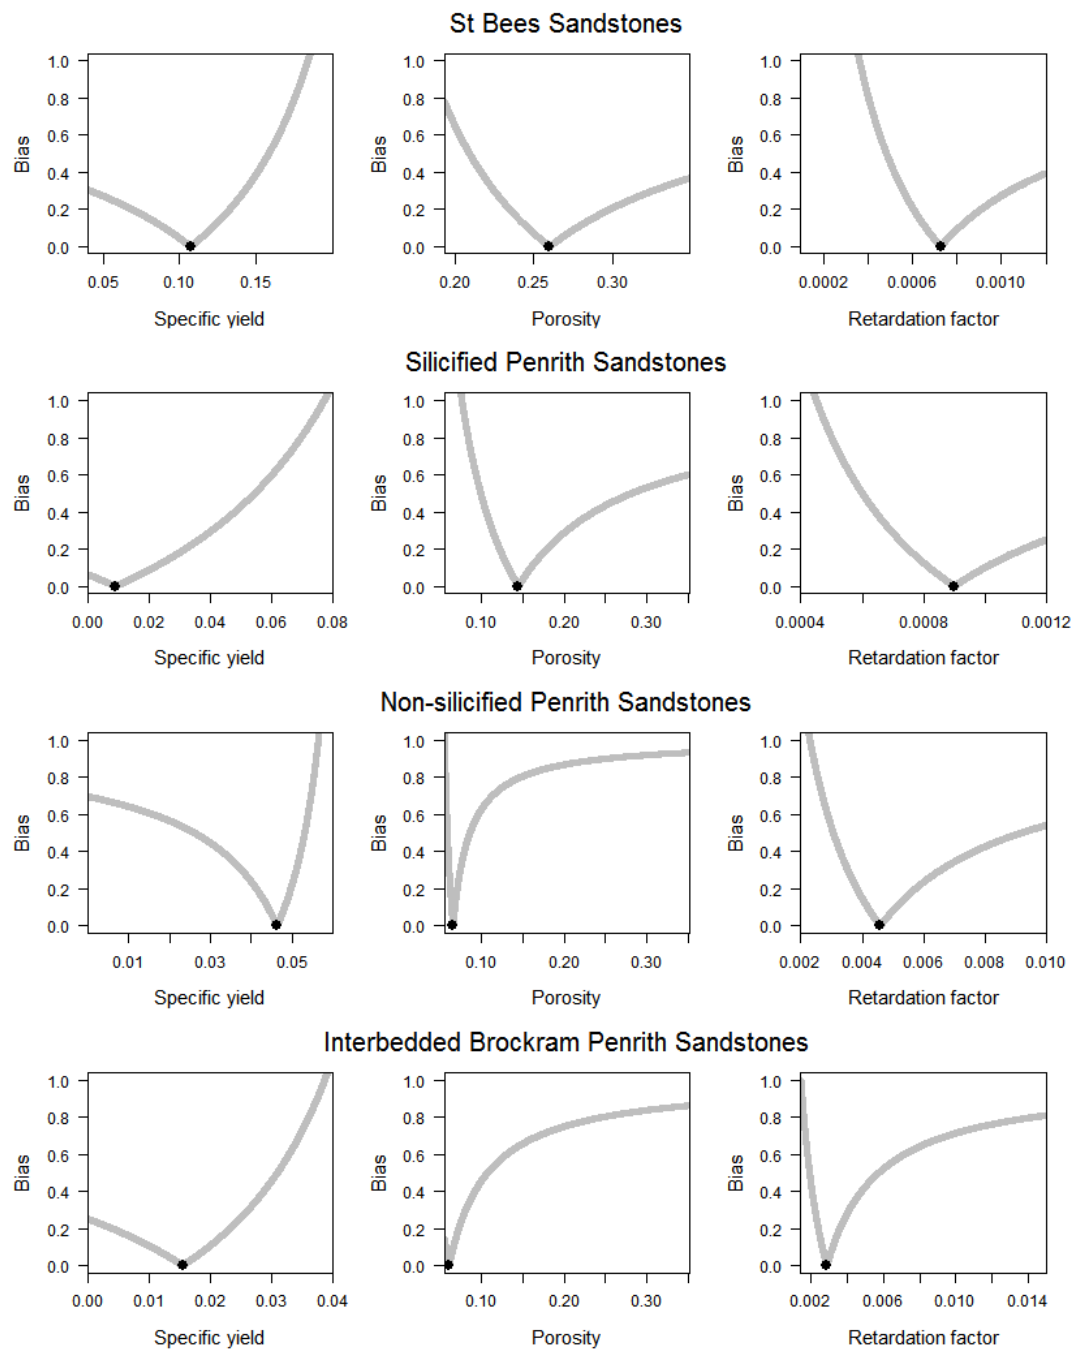 St Bees Sandstones
Bias
1.0
0.8
0.6
0.4
0.2
0.0
0.05 0.10 0.15
Specific yield
Bias
1.0
0.8
0.6
0.4
0.2
0.0
0.20 0.25 0.30
Porosity
Bias
1.0
0.8
0.6
0.4
0.2
0.0
0.0002 0.0006 0.0010
Retardation factor
Silicified Penrith Sandstones
Bias
1.0
0.8
0.6
0.4
0.2
0.0
0.00 0.02 0.04 0.06 0.08
Specific yield
Bias
1.0
0.8
0.6
0.4
0.2
0.0
0.10 0.20 0.30
Porosity
Bias
1.0
0.8
0.6
0.4
0.2
0.0
0.0004 0.0008 0.0012
Retardation factor
Non-silicified Penrith Sandstones
Bias
1.0
0.8
0.6
0.4
0.2
0.0
0.01 0.03 0.05
Specific yield
Bias
1.0
0.8
0.6
0.4
0.2
0.0
0.10 0.20 0.30
Porosity
Bias
1.0
0.8
0.6
0.4
0.2
0.0
0.002 0.004 0.006 0.008 0.010
Retardation factor
Interbedded Brockram Penrith Sandstones
Bias
1.0
0.8
0.6
0.4
0.2
0.0
0.00 0.01 0.02 0.03 0.04
Specific yield
Bias
1.0
0.8
0.6
0.4
0.2
0.0
0.10 0.20 0.30
Porosity
Bias
1.0
0.8
0.6
0.4
0.2
0.0
0.002 0.006 0.010 0.014
Retardation factor